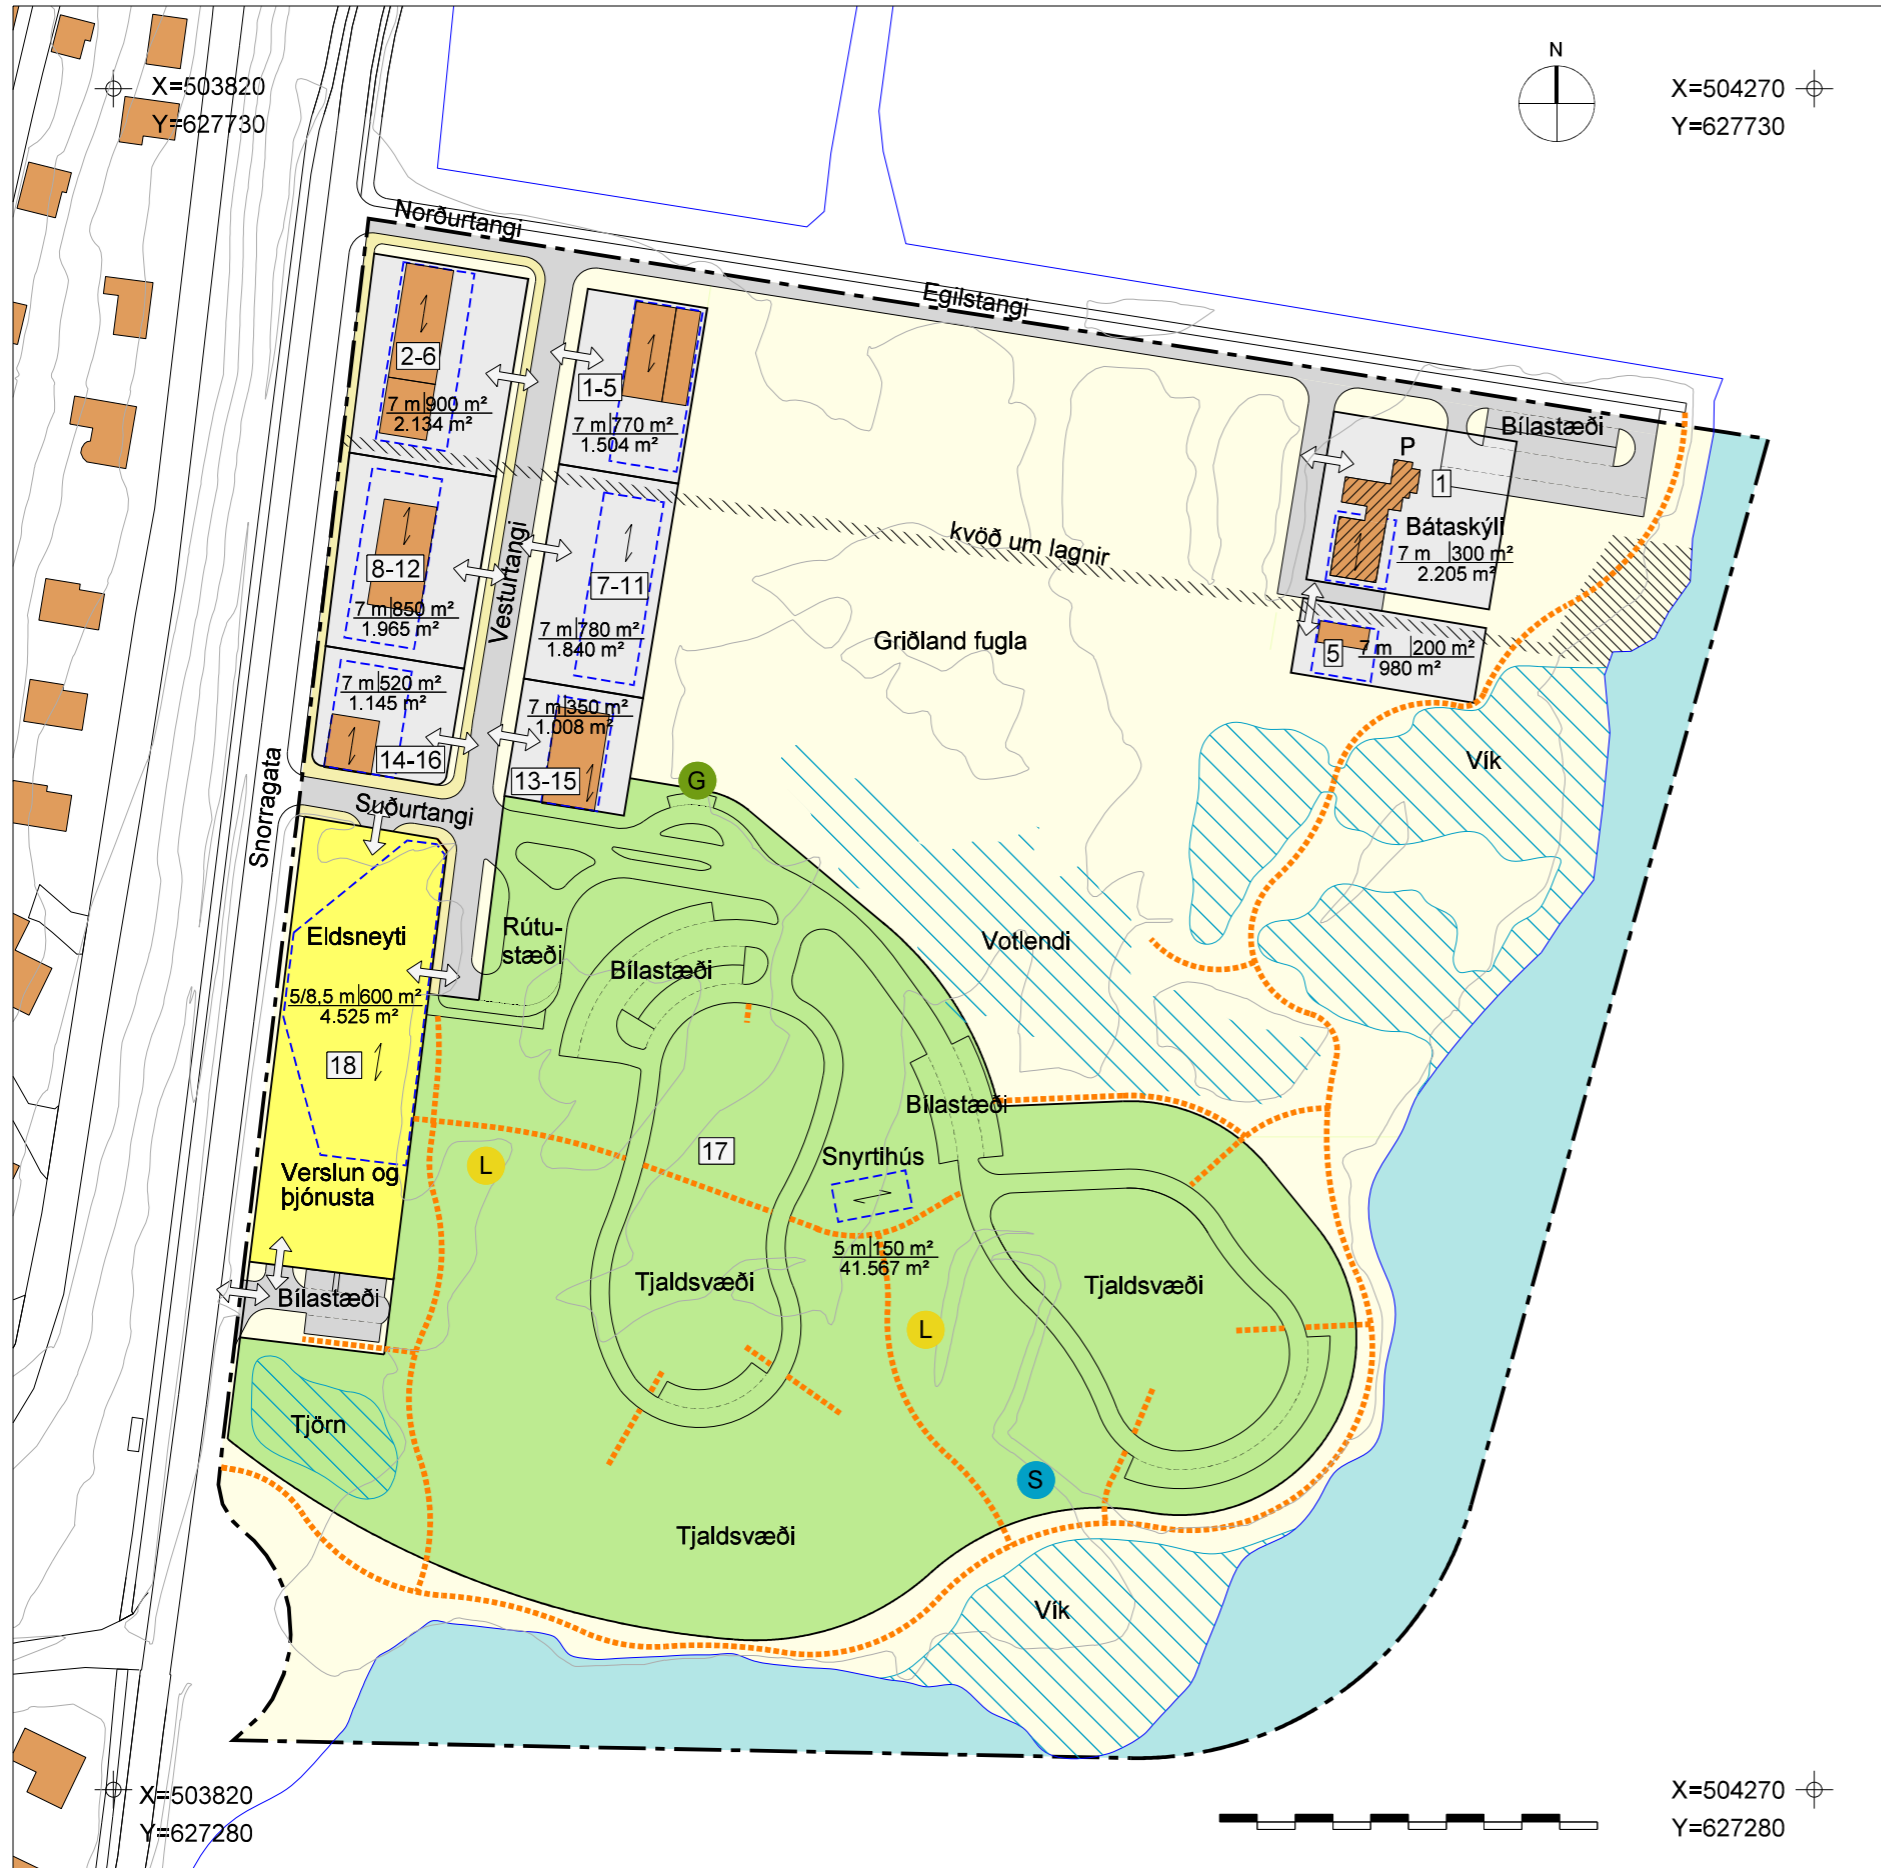 N
X=503820
Y=627730
X=504270
Y=627730
Norðurtangi
Egilstangi
2-6
7 m 900 m²
2.134 m²
1-5
7 m 770 m²
1.504 m²
Bílastæði
P
1
Bátaskýli
7 m 300 m²
2.205 m²
kvöð um lagnir
8-12
7 m 850 m²
1.965 m²
Vesturtangi
7-11
7 m 780 m²
1.840 m²
Griðland fugla
5
7 m 200 m²
980 m²
7 m 520 m²
1.145 m²
14-16
7 m 350 m²
1.008 m²
13-15
G
Vík
Snorragata
Suðurtangi
Eldsneyti
Rútu-
stæði
Bílastæði
Votlendi
5/8,5 m 600 m²
4.525 m²
18
Bílastæði
L
17
Snyrtihús
Verslun og
þjónusta
5 m 150 m²
41.567 m²
Tjaldsvæði
Tjaldsvæði
Bílastæði
L
Tjörn
S
Tjaldsvæði
Vík
X=503820
Y=627280
X=504270
Y=627280